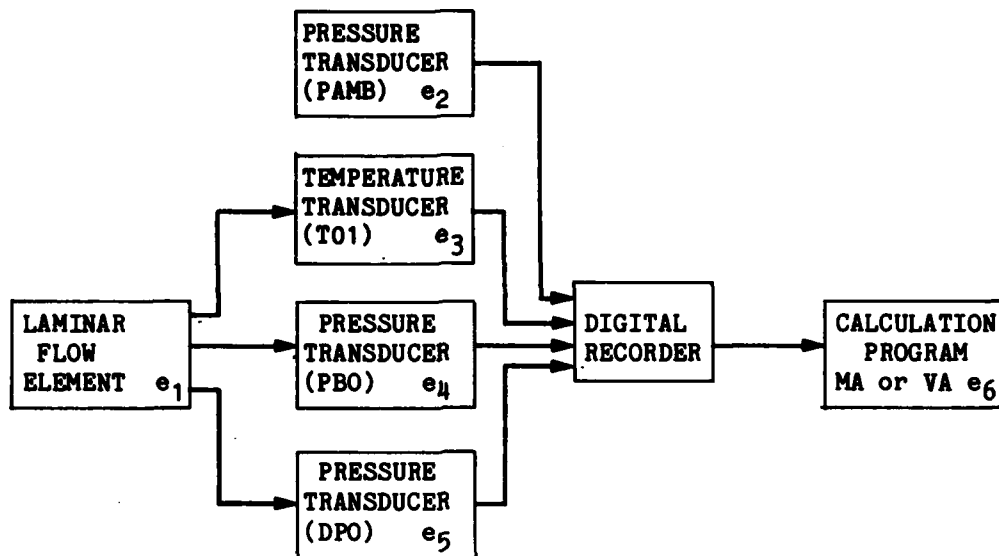 PRESSURE
TRANSDUCER
(PAMB) e2
TEMPERATURE
TRANSDUCER
(TO1) e3
LAMINAR
FLOW
ELEMENT e1
PRESSURE
TRANSDUCER
(PBO) e4
DIGITAL
RECORDER
CALCULATION
PROGRAM
MA or VA e6
PRESSURE
TRANSDUCER
(DPO) e5